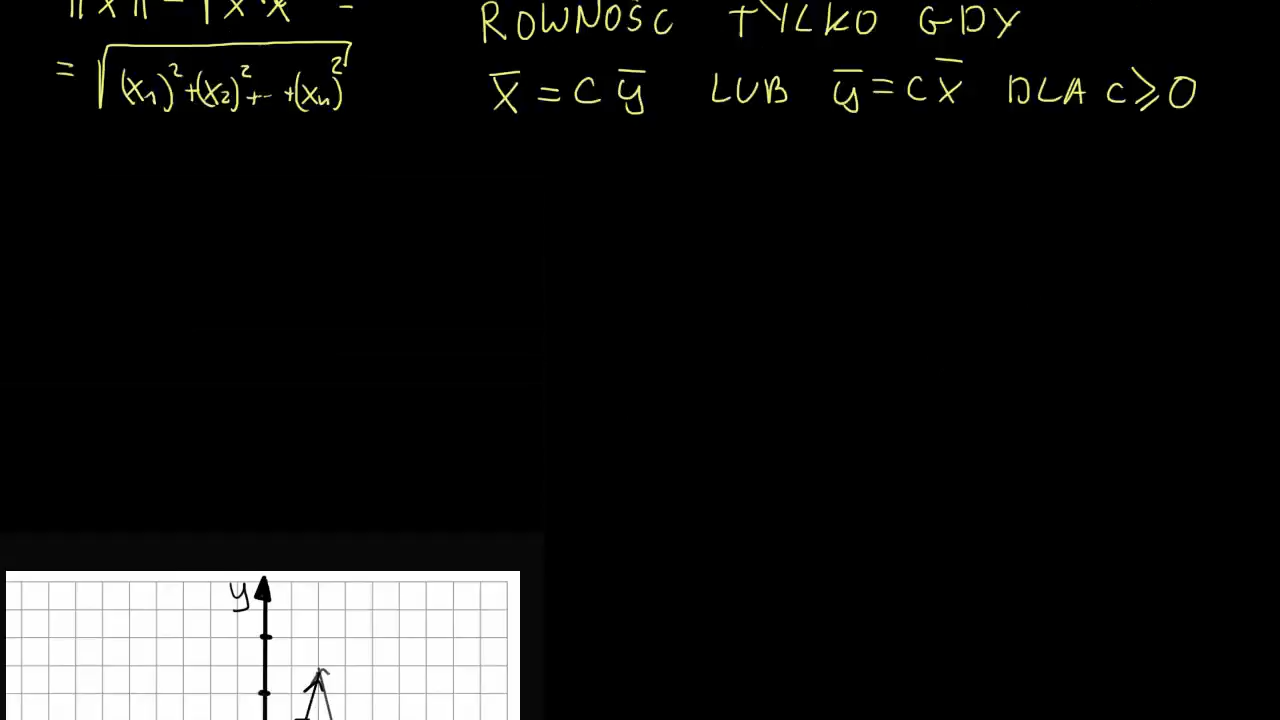 ||x|| = √x·x =
= √(x₁)²+(x₂)²+...+(xₙ)²
RÓWNOŚĆ TYLKO GDY
x̅ = C y̅ LUB y̅ = C x̅ DLA C ⩾ 0
y